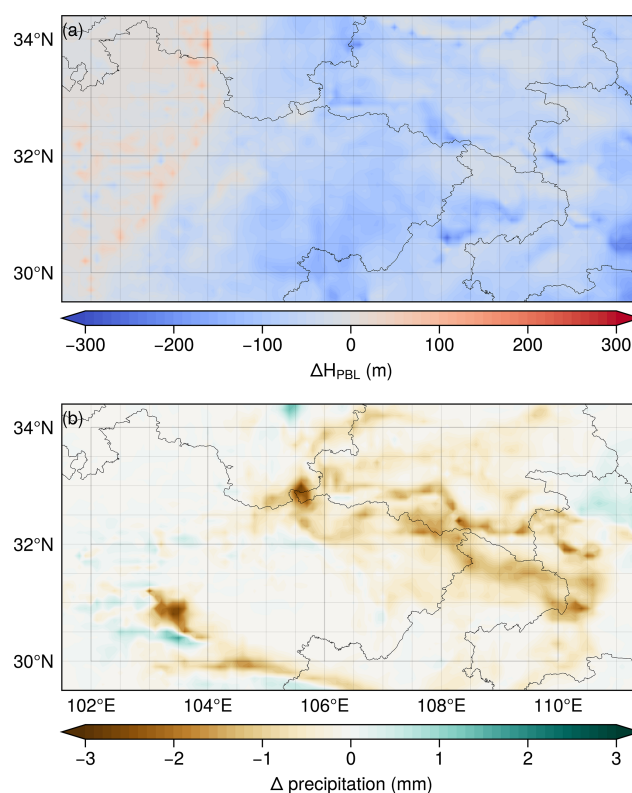 (a)
34°N
32°N
30°N
−300 −200 −100 0 100 200 300
ΔH_PBL (m)
(b)
34°N
32°N
30°N
102°E 104°E 106°E 108°E 110°E
−3 −2 −1 0 1 2 3
Δ precipitation (mm)